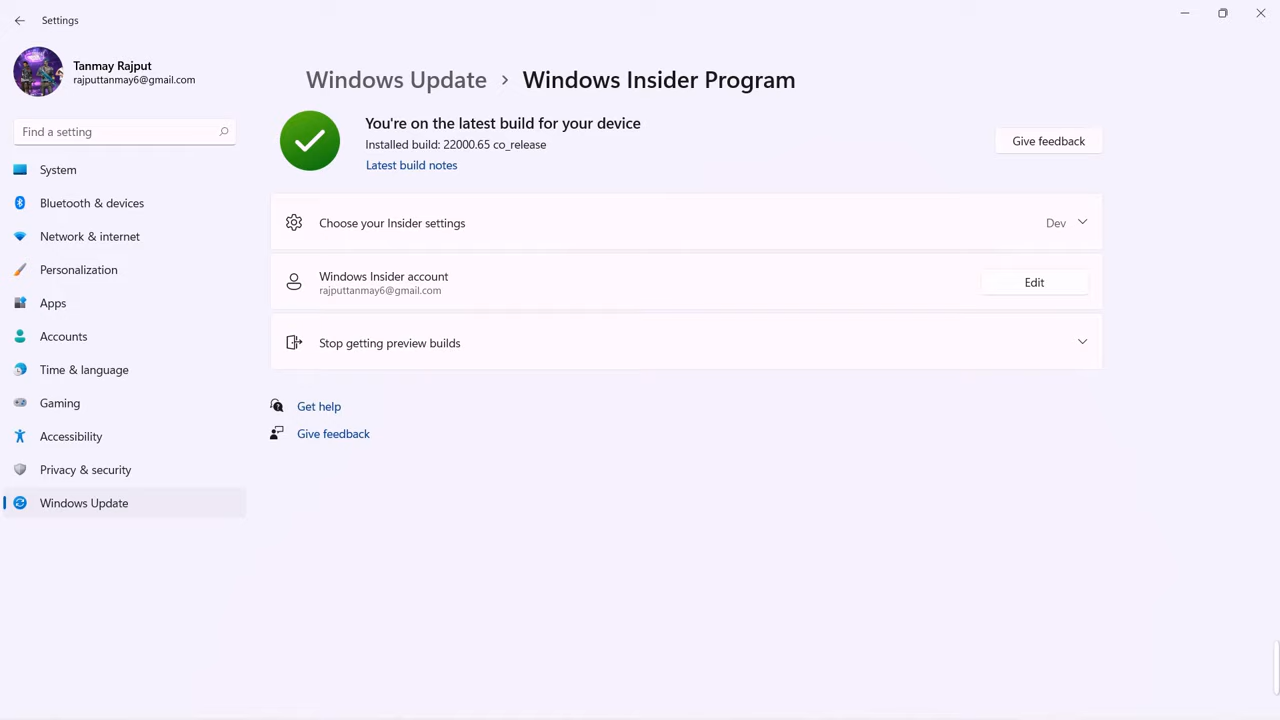 Settings
Tanmay Rajput
rajputtanmay6@gmail.com
Find a setting
System
Bluetooth & devices
Network & internet
Personalization
Apps
Accounts
Time & language
Gaming
Accessibility
Privacy & security
Windows Update
Windows Update > Windows Insider Program
You're on the latest build for your device
Installed build: 22000.65 co_release
Latest build notes
Give feedback
Choose your Insider settings
Dev
Windows Insider account
rajputtanmay6@gmail.com
Edit
Stop getting preview builds
Get help
Give feedback